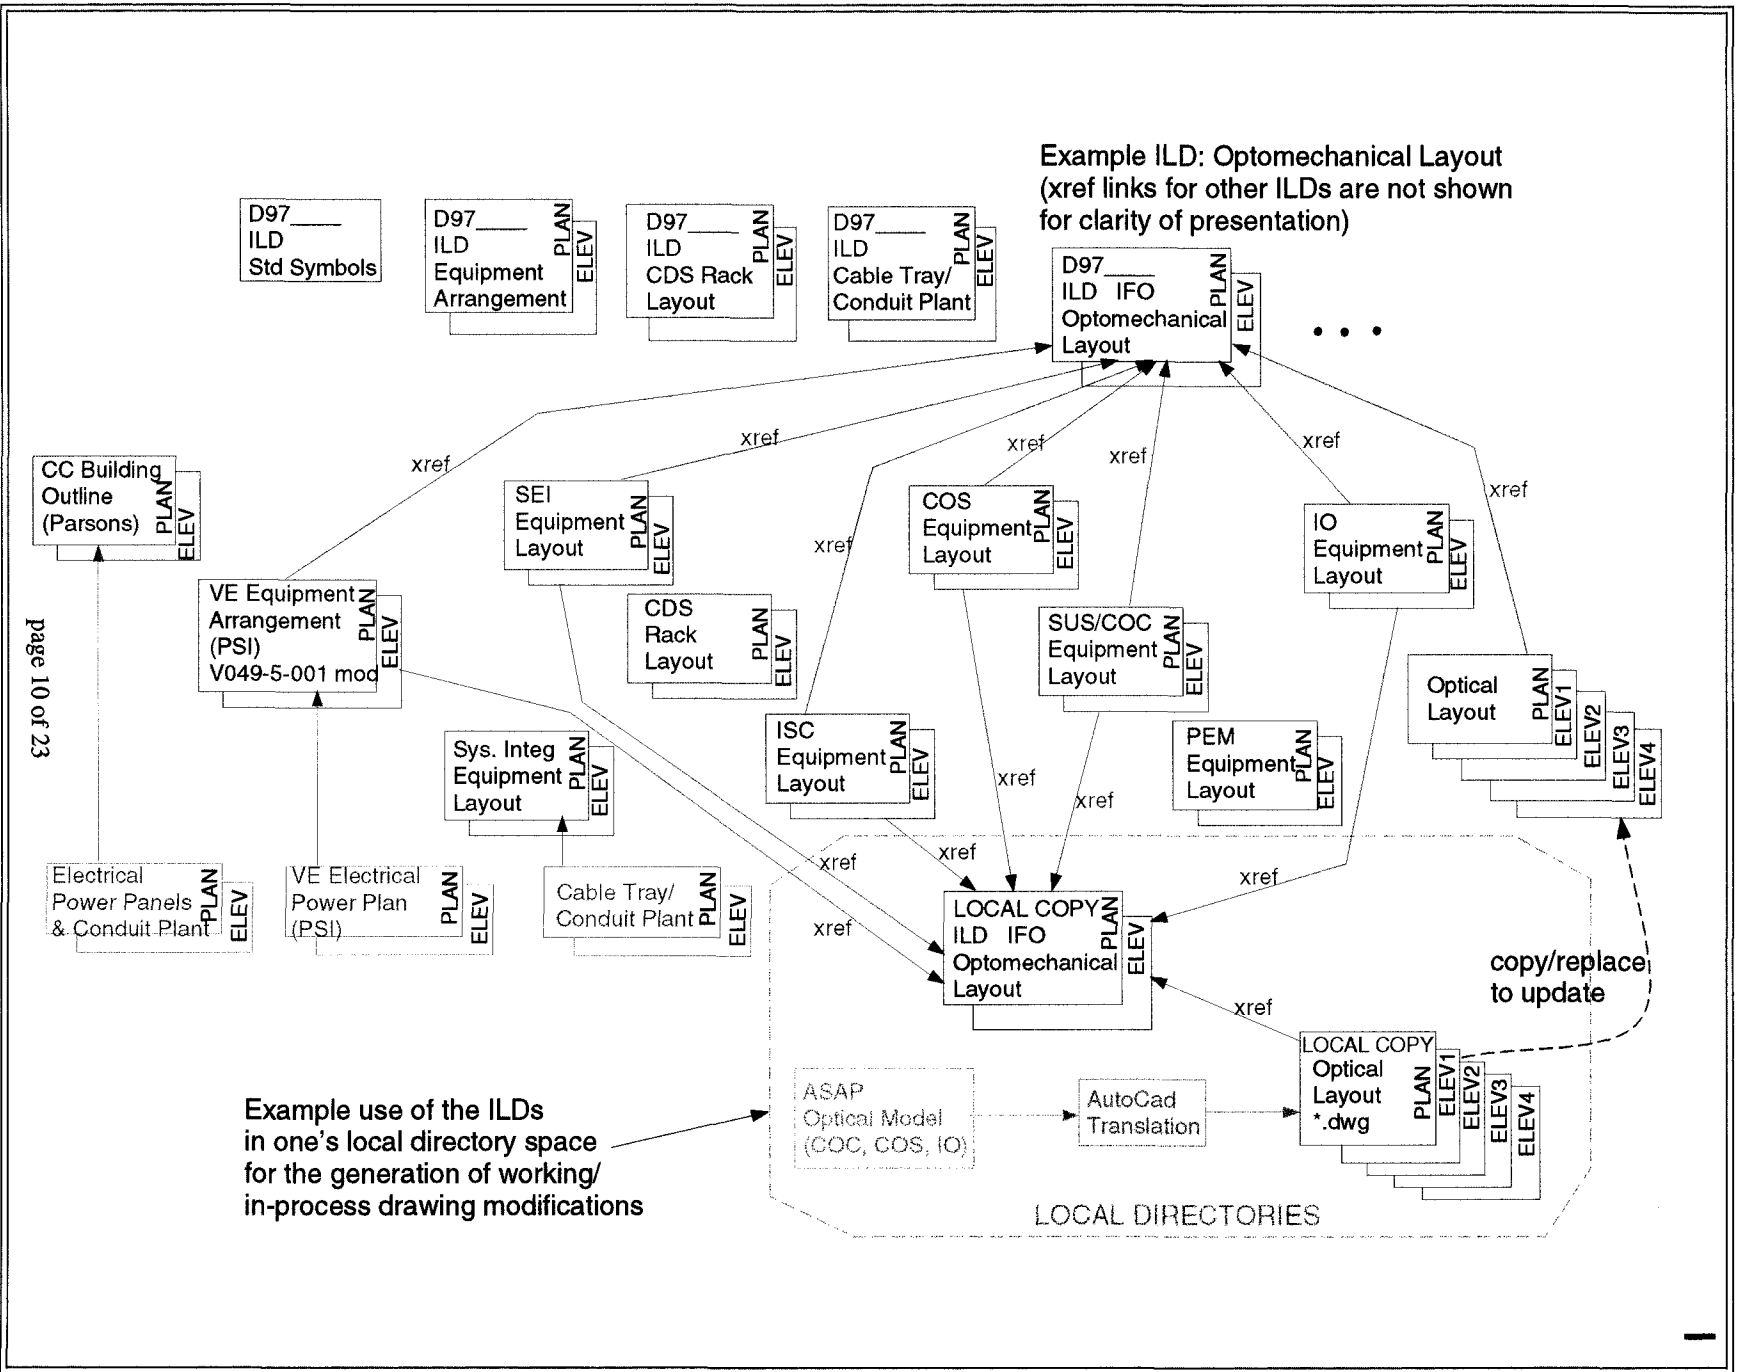 Example ILD: Optomechanical Layout
(xref links for other ILDs are not shown
for clarity of presentation)
D97____
ILD
Std Symbols
D97____
ILD
Equipment
Arrangement
PLAN
ELEV
D97____
ILD
CDS Rack
Layout
PLAN
ELEV
D97____
ILD
Cable Tray/
Conduit Plant
PLAN
ELEV
D97____
ILD IFO
Optomechanical
Layout
PLAN
ELEV
• • •
xref
xref
xref
xref
xref
xref
xref
CC Building
Outline
(Parsons)
PLAN
ELEV
SEI
Equipment
Layout
PLAN
ELEV
COS
Equipment
Layout
PLAN
ELEV
IO
Equipment
Layout
PLAN
ELEV
VE Equipment
Arrangement
(PSI)
V049-5-001 mod
PLAN
ELEV
CDS
Rack
Layout
PLAN
ELEV
SUS/COC
Equipment
Layout
PLAN
ELEV
Optical
Layout
PLAN
ELEV1
ELEV2
ELEV3
ELEV4
page 10 of 23
Sys. Integ
Equipment
Layout
PLAN
ELEV
ISC
Equipment
Layout
PLAN
ELEV
PEM
Equipment
Layout
PLAN
ELEV
xref
xref
xref
xref
xref
xref
Electrical
Power Panels
& Conduit Plant
PLAN
ELEV
VE Electrical
Power Plan
(PSI)
PLAN
ELEV
Cable Tray/
Conduit Plant
PLAN
ELEV
LOCAL COPY
ILD IFO
Optomechanical
Layout
PLAN
ELEV
copy/replace
to update
xref
LOCAL COPY
Optical
Layout
*.dwg
PLAN
ELEV1
ELEV2
ELEV3
ELEV4
ASAP
Optical Model
(COC, COS, IO)
AutoCad
Translation
Example use of the ILDs
in one's local directory space
for the generation of working/
in-process drawing modifications
LOCAL DIRECTORIES